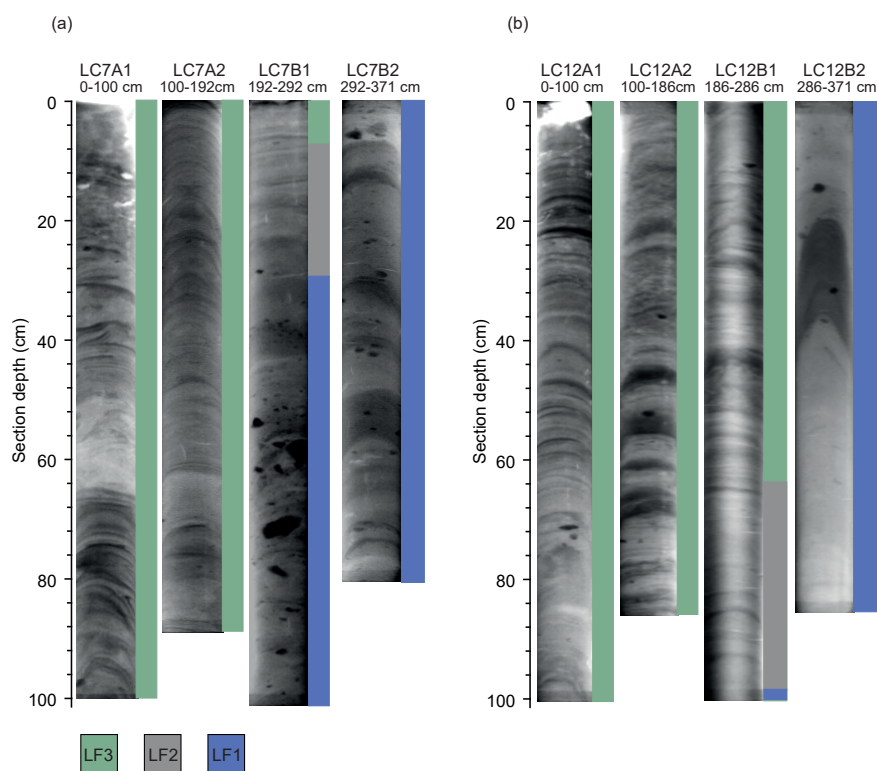 (a)
(b)
LC7A1 LC7A2 LC7B1 LC7B2
0-100 cm 100-192cm 192-292 cm 292-371 cm
LC12A1 LC12A2 LC12B1 LC12B2
0-100 cm 100-186cm 186-286 cm 286-371 cm
Section depth (cm)
0
20
40
60
80
100
Section depth (cm)
0
20
40
60
80
100
LF3 LF2 LF1